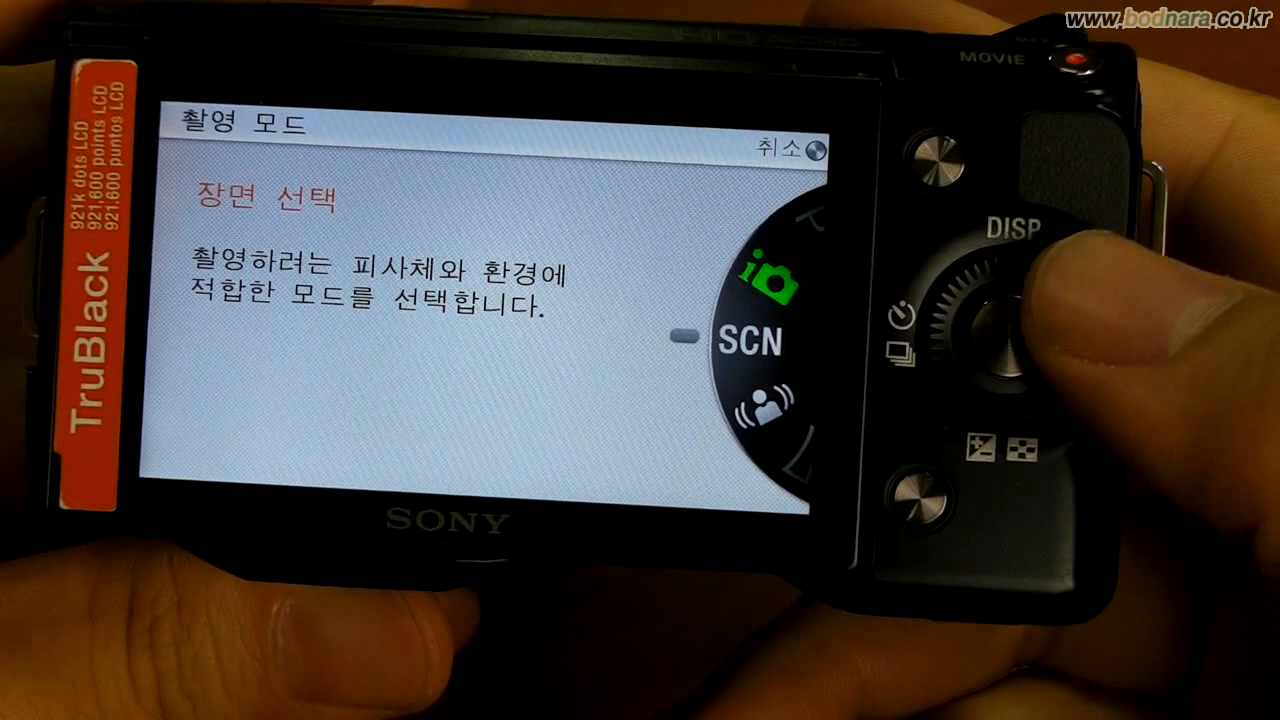 www.bodnara.co.kr
MOVIE
촬영 모드
취소
장면 선택
촬영하려는 피사체와 환경에
적합한 모드를 선택합니다.
i
SCN
DISP
921k dots LCD
921,600 points LCD
921.600 puntos LCD
TruBlack
SONY